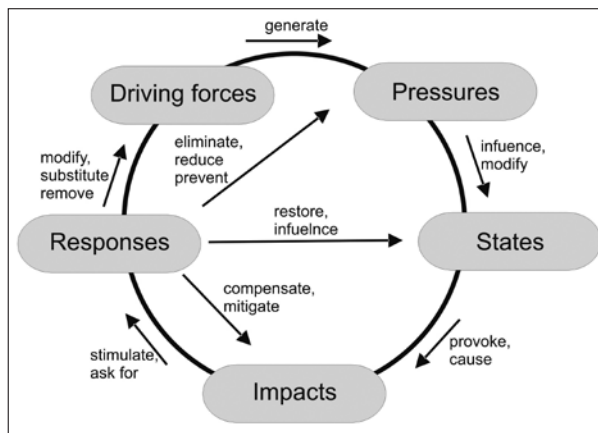 generate
Driving forces
Pressures
eliminate,
reduce
prevent
modify,
substitute
remove
infuence,
modify
restore,
infuelnce
Responses
States
compensate,
mitigate
stimulate,
ask for
provoke,
cause
Impacts